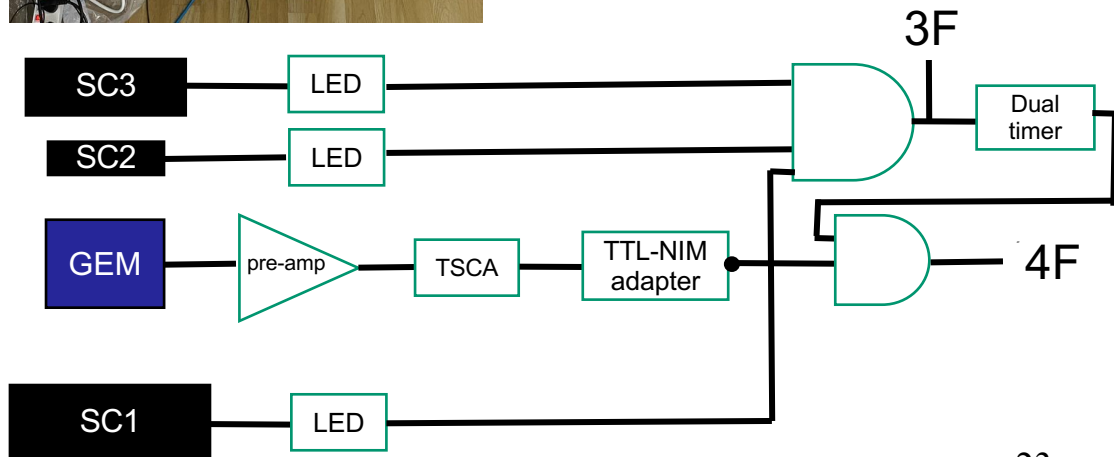 3F
SC3
LED
Dual
timer
SC2
LED
GEM
pre-amp
TSCA
TTL-NIM
adapter
4F
SC1
LED